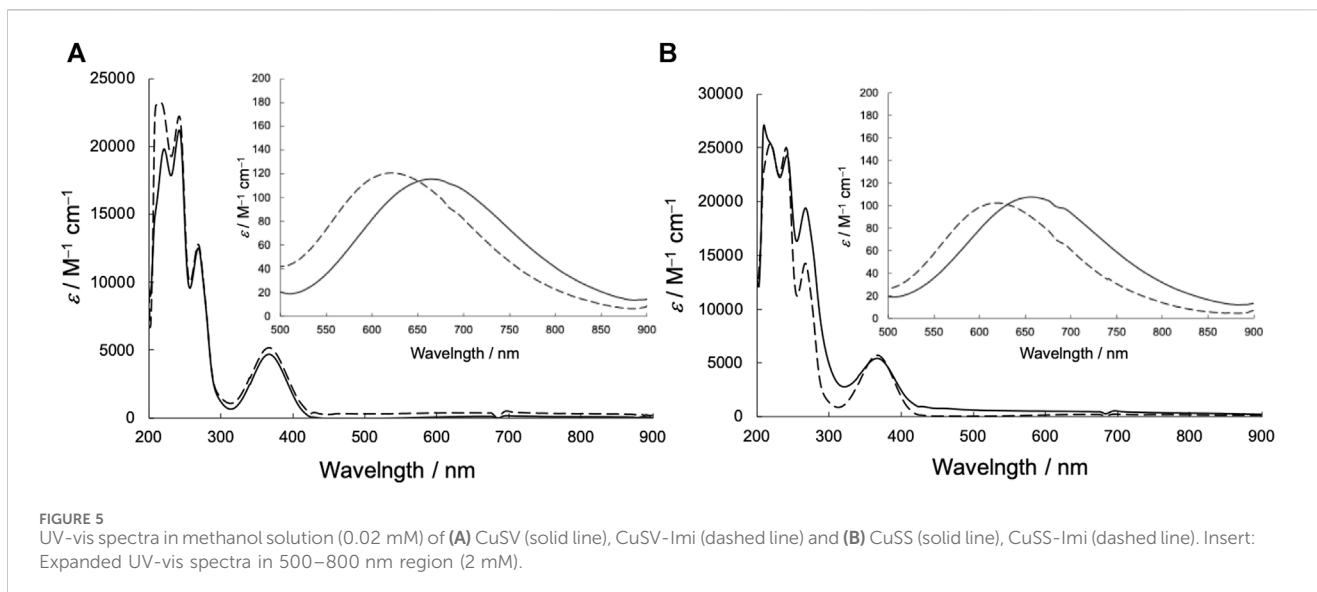 A
B
25000
20000
15000
10000
5000
0
ε / M⁻¹ cm⁻¹
200 300 400 500 600 700 800 900
Wavelngth / nm
200
180
160
140
120
100
80
60
40
20
0
ε / M⁻¹ cm⁻¹
500 550 600 650 700 750 800 850 900
Wavelngth / nm
30000
25000
20000
15000
10000
5000
0
ε / M⁻¹ cm⁻¹
200 300 400 500 600 700 800 900
Wavelngth / nm
200
180
160
140
120
100
80
60
40
20
0
ε / M⁻¹ cm⁻¹
500 550 600 650 700 750 800 850 900
Wavelngth / nm
FIGURE 5
UV-vis spectra in methanol solution (0.02 mM) of (A) CuSV (solid line), CuSV-Imi (dashed line) and (B) CuSS (solid line), CuSS-Imi (dashed line). Insert:
Expanded UV-vis spectra in 500–800 nm region (2 mM).